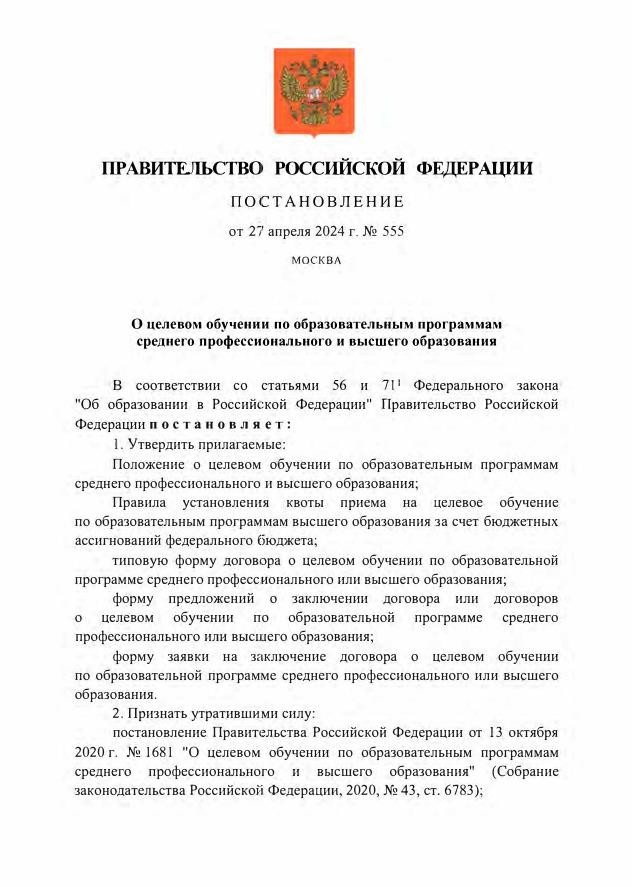 ПРАВИТЕЛЬСТВО РОССИЙСКОЙ ФЕДЕРАЦИИ
ПОСТАНОВЛЕНИЕ
от 27 апреля 2024 г. № 555
МОСКВА
О целевом обучении по образовательным программам
среднего профессионального и высшего образования
В соответствии со статьями 56 и 71¹ Федерального закона
"Об образовании в Российской Федерации" Правительство Российской
Федерации постановляет:
1. Утвердить прилагаемые:
Положение о целевом обучении по образовательным программам
среднего профессионального и высшего образования;
Правила установления квоты приема на целевое обучение
по образовательным программам высшего образования за счет бюджетных
ассигнований федерального бюджета;
типовую форму договора о целевом обучении по образовательной
программе среднего профессионального или высшего образования;
форму предложений о заключении договора или договоров
о целевом обучении по образовательной программе среднего
профессионального или высшего образования;
форму заявки на заключение договора о целевом обучении
по образовательной программе среднего профессионального или высшего
образования.
2. Признать утратившими силу:
постановление Правительства Российской Федерации от 13 октября
2020 г. № 1681 "О целевом обучении по образовательным программам
среднего профессионального и высшего образования" (Собрание
законодательства Российской Федерации, 2020, № 43, ст. 6783);